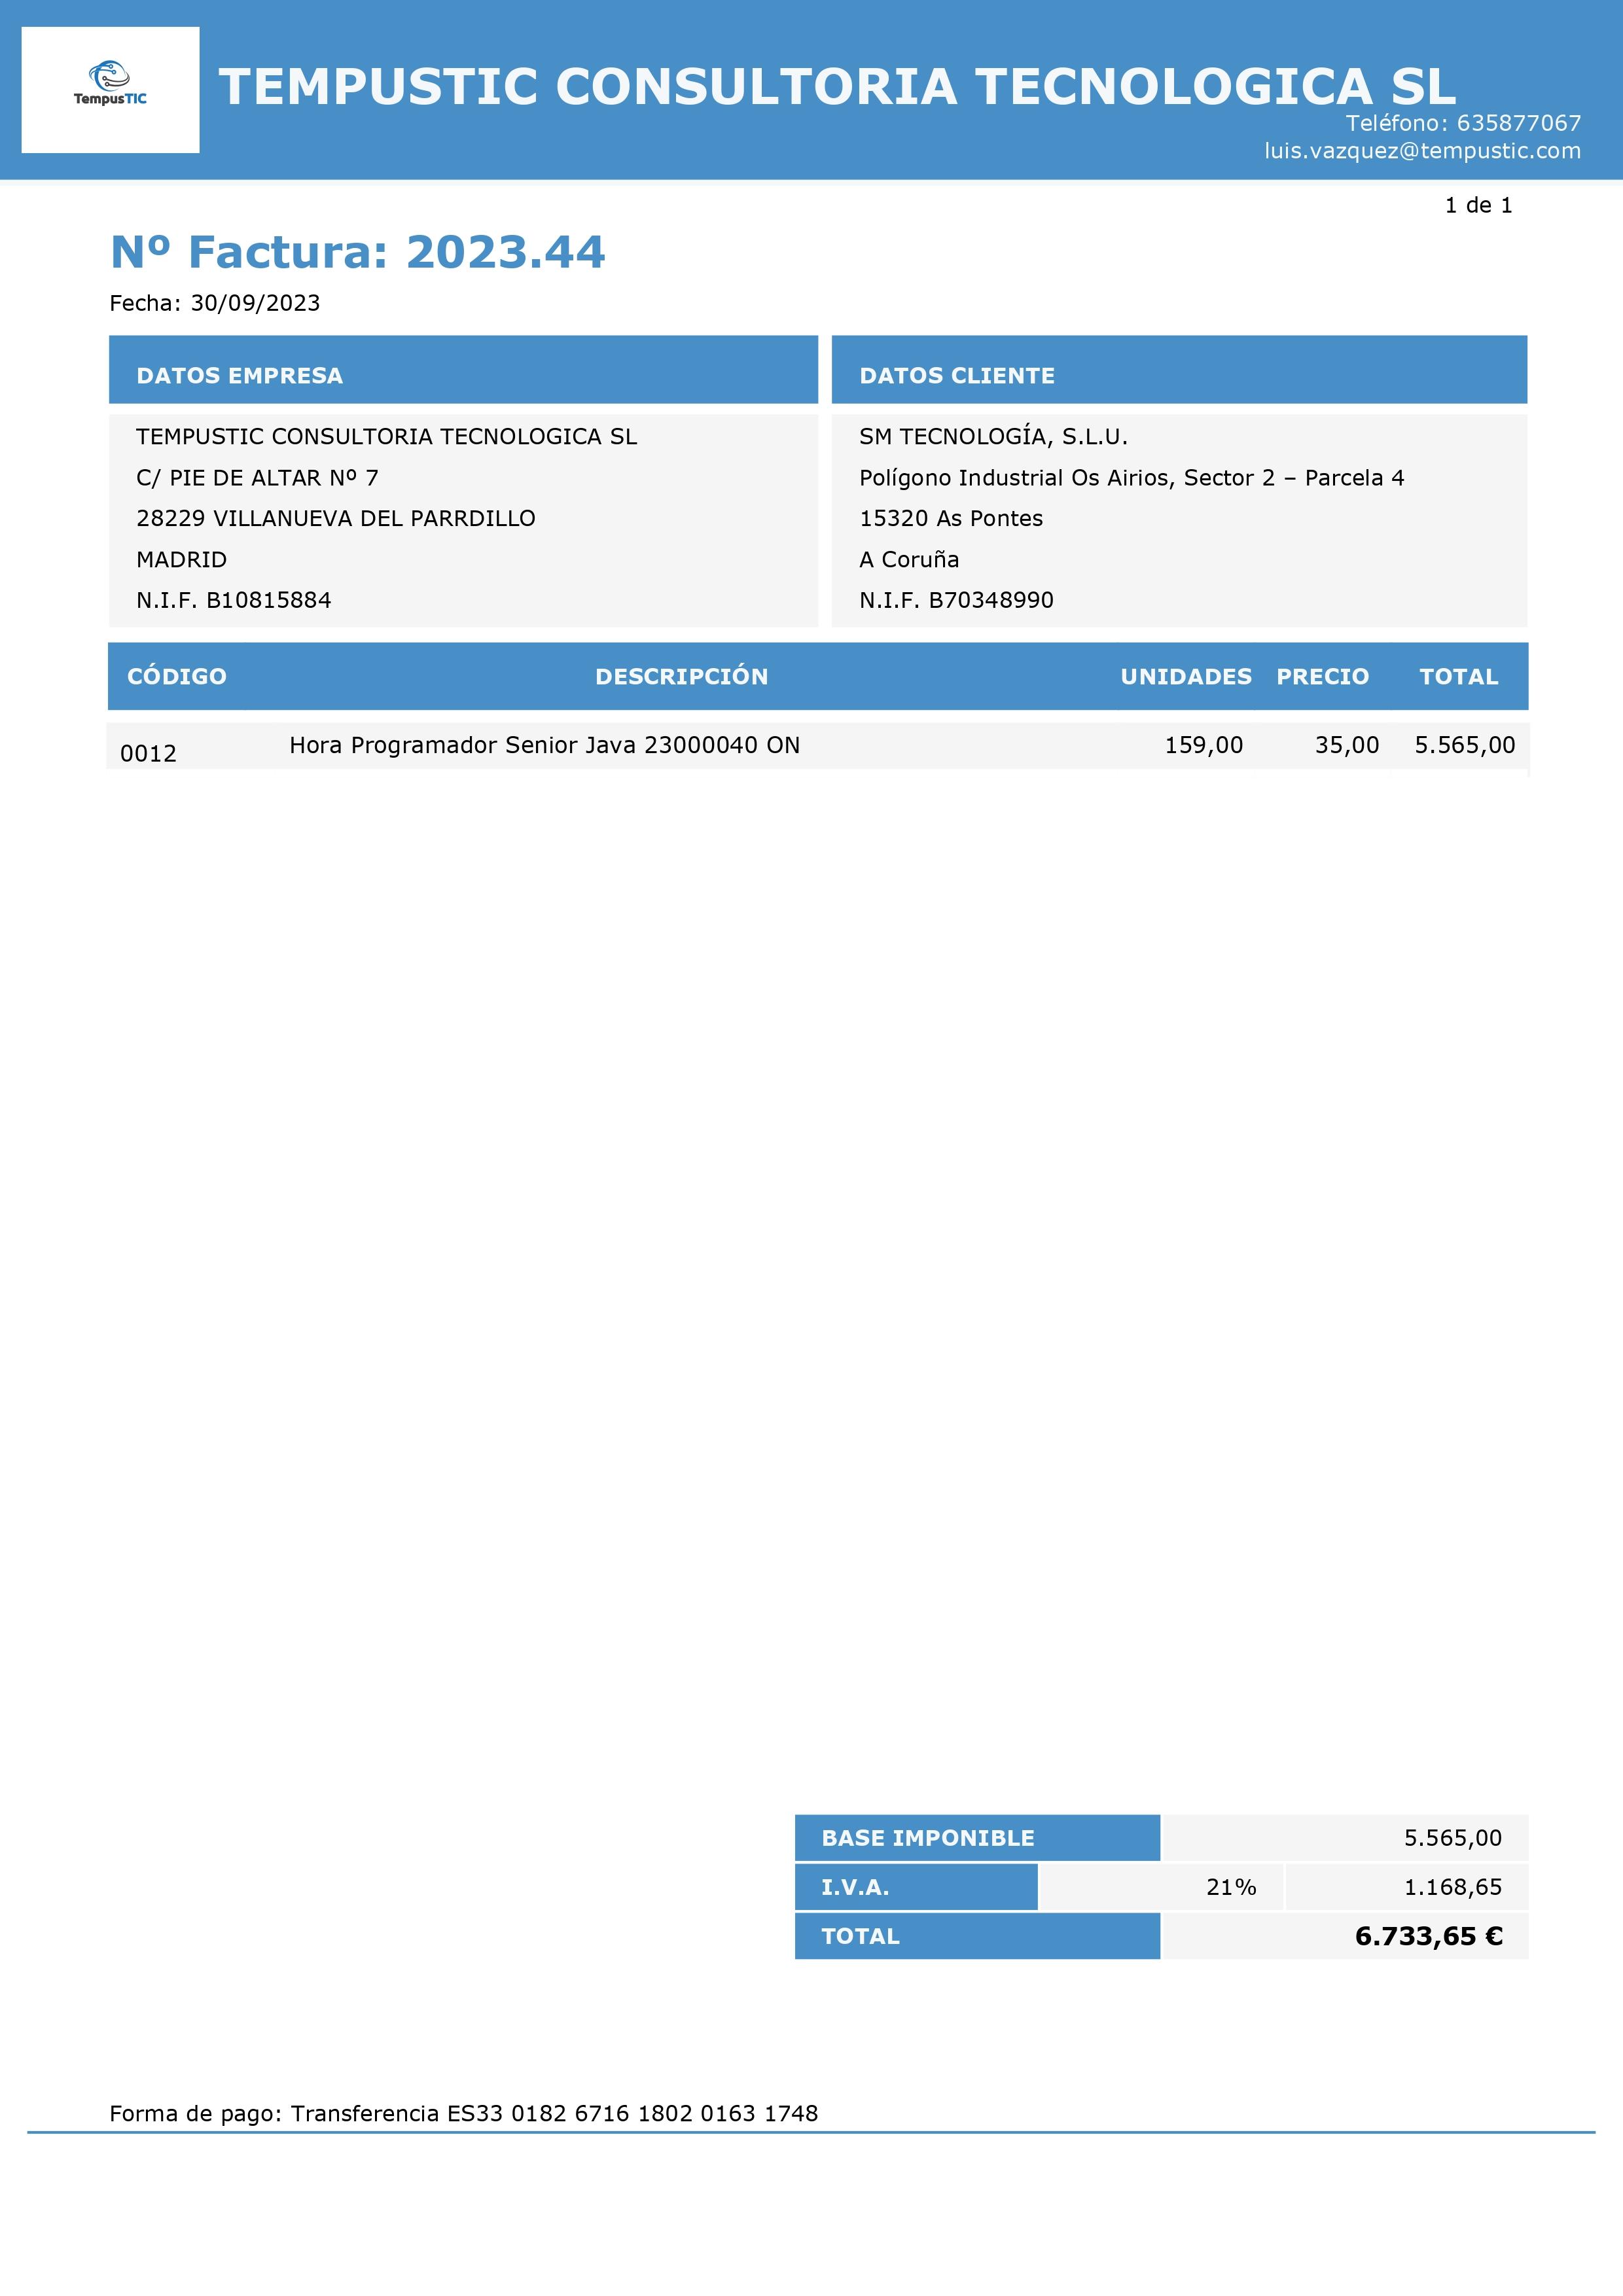 TempusTIC
TEMPUSTIC CONSULTORIA TECNOLOGICA SL
Teléfono: 635877067
luis.vazquez@tempustic.com
1 de 1
Nº Factura: 2023.44
Fecha: 30/09/2023
DATOS EMPRESA
TEMPUSTIC CONSULTORIA TECNOLOGICA SL
C/ PIE DE ALTAR Nº 7
28229 VILLANUEVA DEL PARRDILLO
MADRID
N.I.F. B10815884
DATOS CLIENTE
SM TECNOLOGÍA, S.L.U.
Polígono Industrial Os Airios, Sector 2 – Parcela 4
15320 As Pontes
A Coruña
N.I.F. B70348990
CÓDIGO DESCRIPCIÓN UNIDADES PRECIO TOTAL
0012 Hora Programador Senior Java 23000040 ON 159,00 35,00 5.565,00
BASE IMPONIBLE 5.565,00
I.V.A. 21% 1.168,65
TOTAL 6.733,65 €
Forma de pago: Transferencia ES33 0182 6716 1802 0163 1748